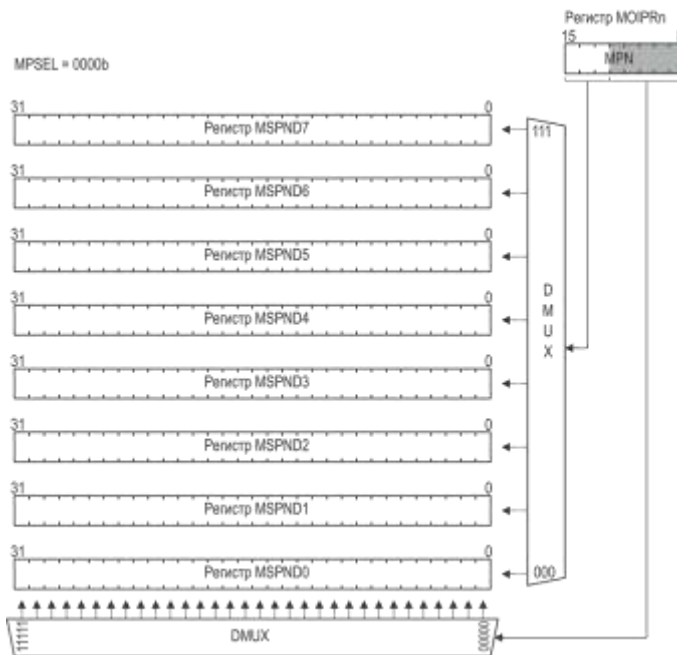 Регистр MOIPRn
15
MPN
MPSEL = 0000b
31 0
Регистр MSPND7
111
31 0
Регистр MSPND6
31 0
Регистр MSPND5
31 0
Регистр MSPND4
DMUX
31 0
Регистр MSPND3
31 0
Регистр MSPND2
31 0
Регистр MSPND1
31 0
Регистр MSPND0
000
11111 DMUX 00000